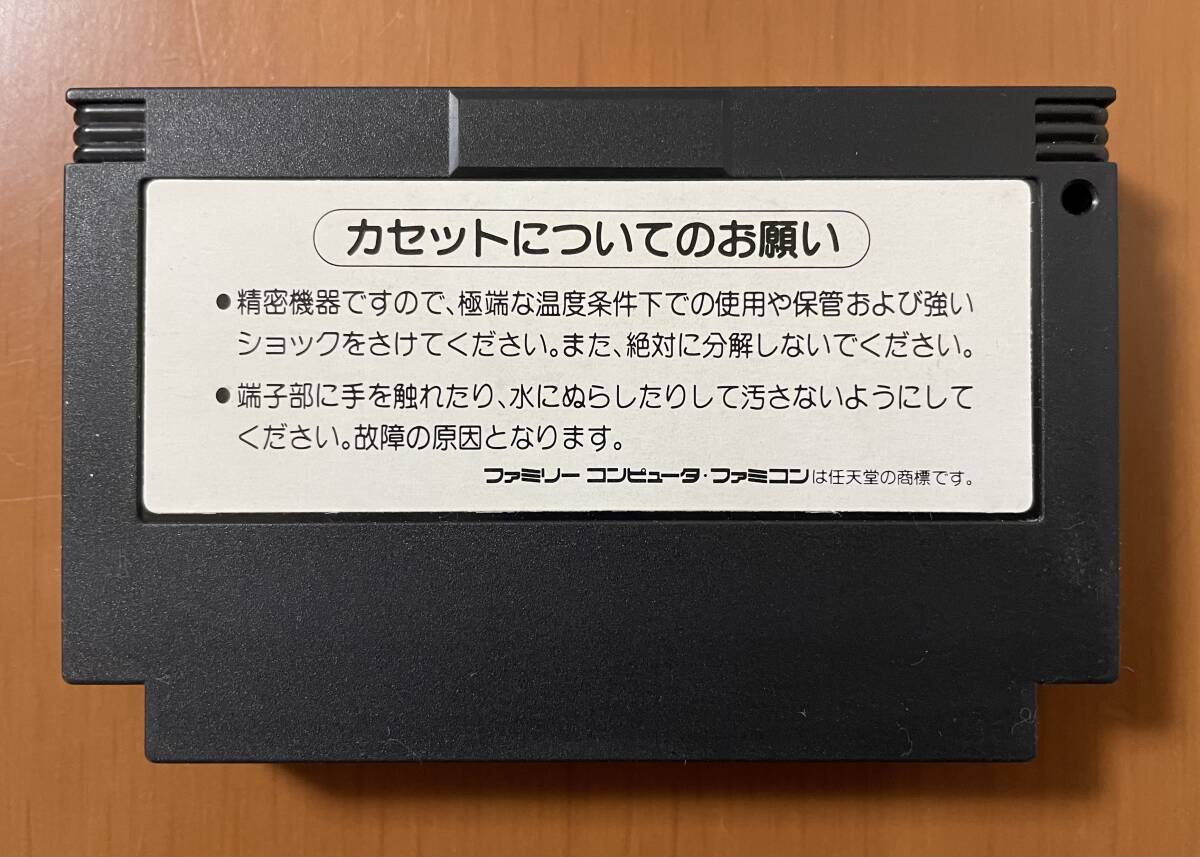 カセットについてのお願い
●精密機器ですので、極端な温度条件下での使用や保管および強い
ショックをさけてください。また、絶対に分解しないでください。
●端子部に手を触れたり、水にぬらしたりして汚さないようにして
ください。故障の原因となります。
ファミリー コンピュータ・ファミコンは任天堂の商標です。